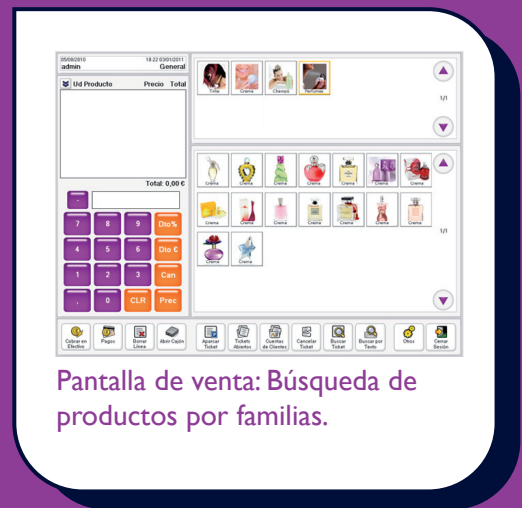 05/08/2010 18:22 03/01/2011
admin General
Ud Producto Precio Total
Total: 0,00 €
-
7 8 9 Dto%
4 5 6 Dto €
1 2 3 Can
. 0 CLR Prec
Tinte Crema Champú Perfumes
1/1
Crema Crema Crema Crema Crema Crema Crema
Crema Crema Crema Crema Crema Crema Crema
1/1
Crema Crema
Cobrar en Efectivo
Pagos
Borrar Línea
Abrir Cajón
Aparcar Ticket
Tickets Abiertos
Cuentas de Clientes
Cancelar Ticket
Buscar Ticket
Buscar por Texto
Otros
Cerrar Sesión
Pantalla de venta: Búsqueda de
productos por familias.